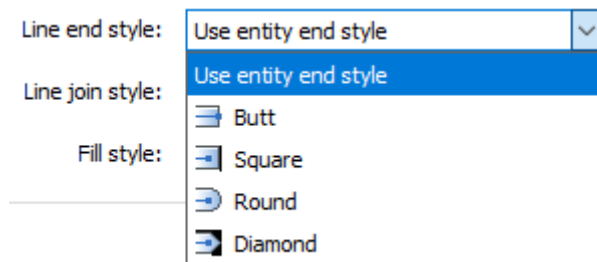 Line end style: Use entity end style
Use entity end style
Line join style:
Butt
Fill style: Square
Round
Diamond